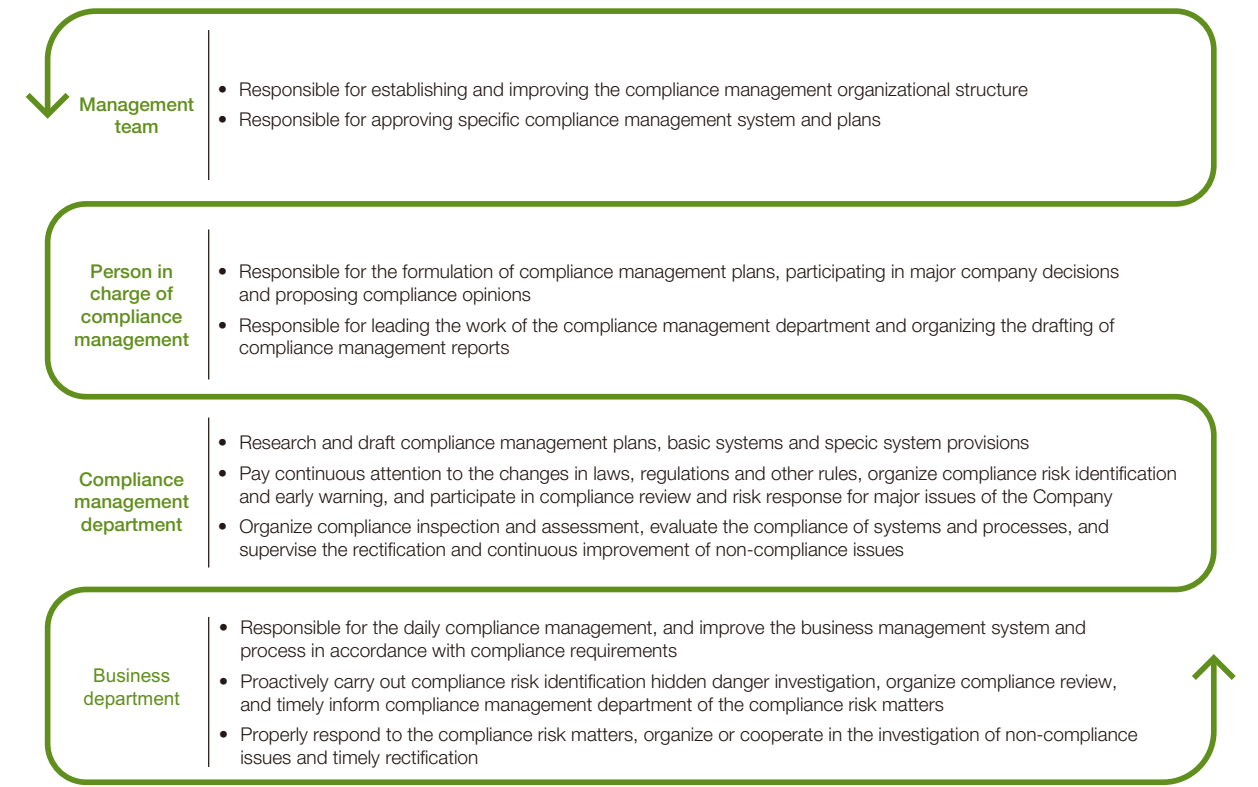 Management
team
• Responsible for establishing and improving the compliance management organizational structure
• Responsible for approving specific compliance management system and plans
Person in
charge of
compliance
management
• Responsible for the formulation of compliance management plans, participating in major company decisions
and proposing compliance opinions
• Responsible for leading the work of the compliance management department and organizing the drafting of
compliance management reports
Compliance
management
department
• Research and draft compliance management plans, basic systems and specic system provisions
• Pay continuous attention to the changes in laws, regulations and other rules, organize compliance risk identification
and early warning, and participate in compliance review and risk response for major issues of the Company
• Organize compliance inspection and assessment, evaluate the compliance of systems and processes, and
supervise the rectification and continuous improvement of non-compliance issues
Business
department
• Responsible for the daily compliance management, and improve the business management system and
process in accordance with compliance requirements
• Proactively carry out compliance risk identification hidden danger investigation, organize compliance review,
and timely inform compliance management department of the compliance risk matters
• Properly respond to the compliance risk matters, organize or cooperate in the investigation of non-compliance
issues and timely rectification